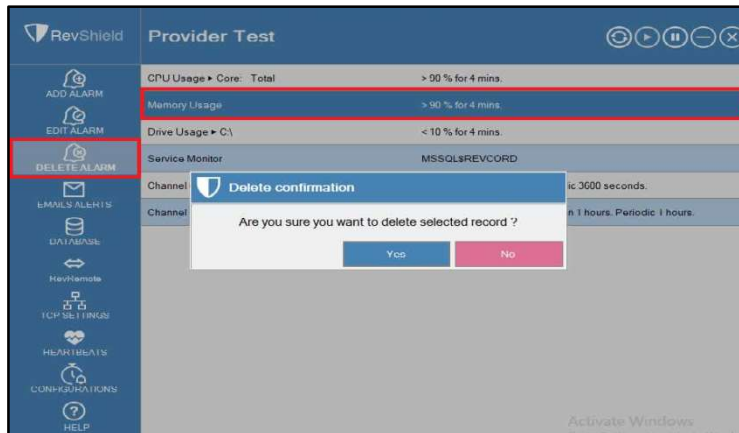 RevShield
Provider Test
ADD ALARM
EDIT ALARM
DELETE ALARM
EMAILS ALERTS
DATABASE
RevRemote
TCP SETTINGS
HEARTBEATS
CONFIGURATIONS
HELP
CPU Usage ▸ Core: Total > 90 % for 4 mins.
Memory Usage > 90 % for 4 mins.
Drive Usage ▸ C:\ < 10 % for 4 mins.
Service Monitor MSSQL$REVCORD
Channel ic 3600 seconds.
Channel n 1 hours. Periodic 1 hours.
Delete confirmation
Are you sure you want to delete selected record ?
Yes No
Activate Windows